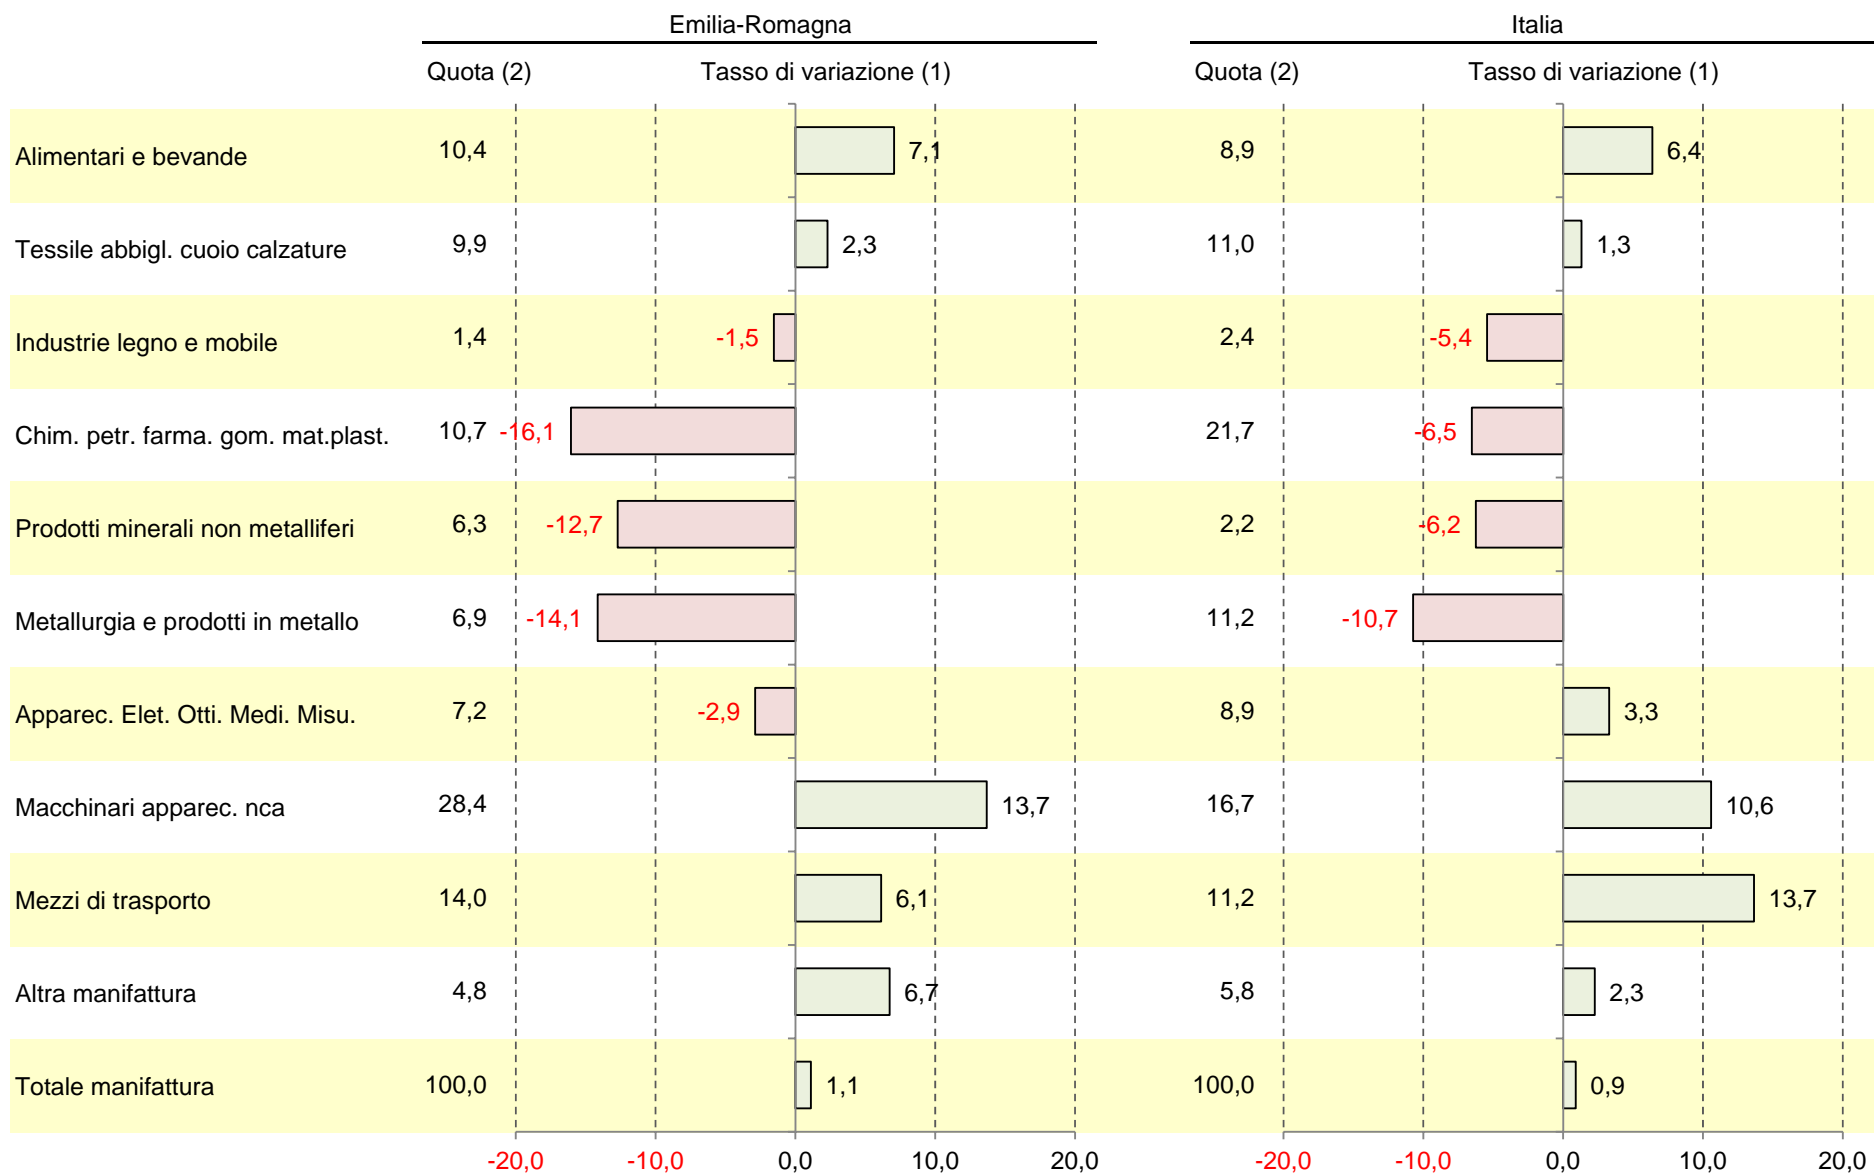 Emilia-Romagna Italia
Quota (2) Tasso di variazione (1) Quota (2) Tasso di variazione (1)
Alimentari e bevande 10,4 7,1 8,9 6,4
Tessile abbigl. cuoio calzature 9,9 2,3 11,0 1,3
Industrie legno e mobile 1,4 -1,5 2,4 -5,4
Chim. petr. farma. gom. mat.plast. 10,7 -16,1 21,7 -6,5
Prodotti minerali non metalliferi 6,3 -12,7 2,2 -6,2
Metallurgia e prodotti in metallo 6,9 -14,1 11,2 -10,7
Apparec. Elet. Otti. Medi. Misu. 7,2 -2,9 8,9 3,3
Macchinari apparec. nca 28,4 13,7 16,7 10,6
Mezzi di trasporto 14,0 6,1 11,2 13,7
Altra manifattura 4,8 6,7 5,8 2,3
Totale manifattura 100,0 1,1 100,0 0,9
-20,0 -10,0 0,0 10,0 20,0 -20,0 -10,0 0,0 10,0 20,0